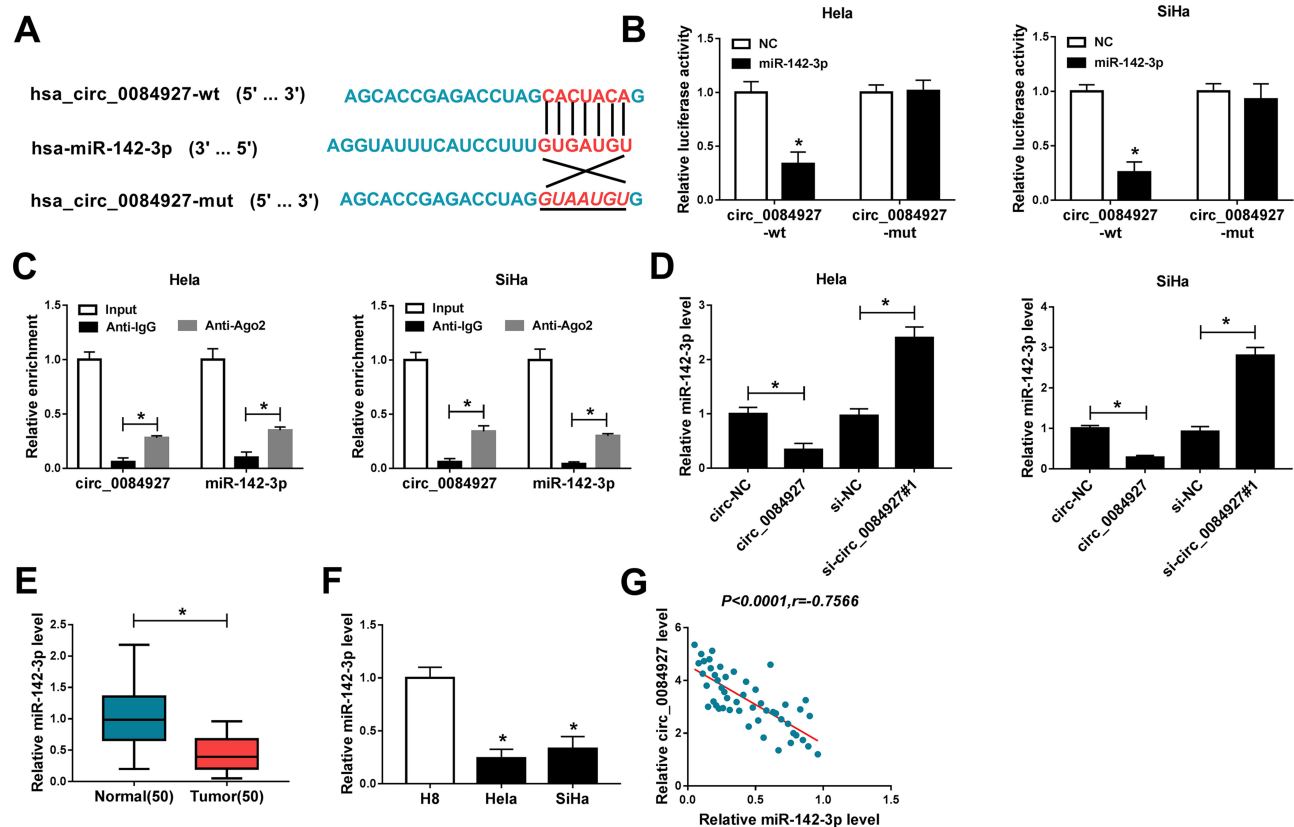 A
hsa_circ_0084927-wt (5' ... 3') AGCACCGAGACCUAGCACUACAG
hsa-miR-142-3p (3' ... 5') AGGUAUUUCAUCCUUUGUGAUGU
hsa_circ_0084927-mut (5' ... 3') AGCACCGAGACCUAGGUAAUGUG
B
Hela
Relative luciferase activity
1.5
1.0
0.5
0.0
NC
miR-142-3p
*
circ_0084927
-wt
circ_0084927
-mut
SiHa
Relative luciferase activity
1.5
1.0
0.5
0.0
NC
miR-142-3p
*
circ_0084927
-wt
circ_0084927
-mut
C
Hela
Relative enrichment
1.5
1.0
0.5
0.0
Input
Anti-IgG Anti-Ago2
* *
circ_0084927 miR-142-3p
SiHa
Relative enrichment
1.5
1.0
0.5
0.0
Input
Anti-IgG Anti-Ago2
* *
circ_0084927 miR-142-3p
D
Hela
Relative miR-142-3p level
3
2
1
0
* *
circ-NC
circ_0084927
si-NC
si-circ_0084927#1
SiHa
Relative miR-142-3p level
4
3
2
1
0
* *
circ-NC
circ_0084927
si-NC
si-circ_0084927#1
E
Relative miR-142-3p level
2.5
2.0
1.5
1.0
0.5
0.0
*
Normal(50) Tumor(50)
F
Relative miR-142-3p level
1.5
1.0
0.5
0.0
* *
H8 Hela SiHa
G
P<0.0001,r=-0.7566
Relative circ_0084927 level
6
4
2
0
0.0 0.5 1.0 1.5
Relative miR-142-3p level